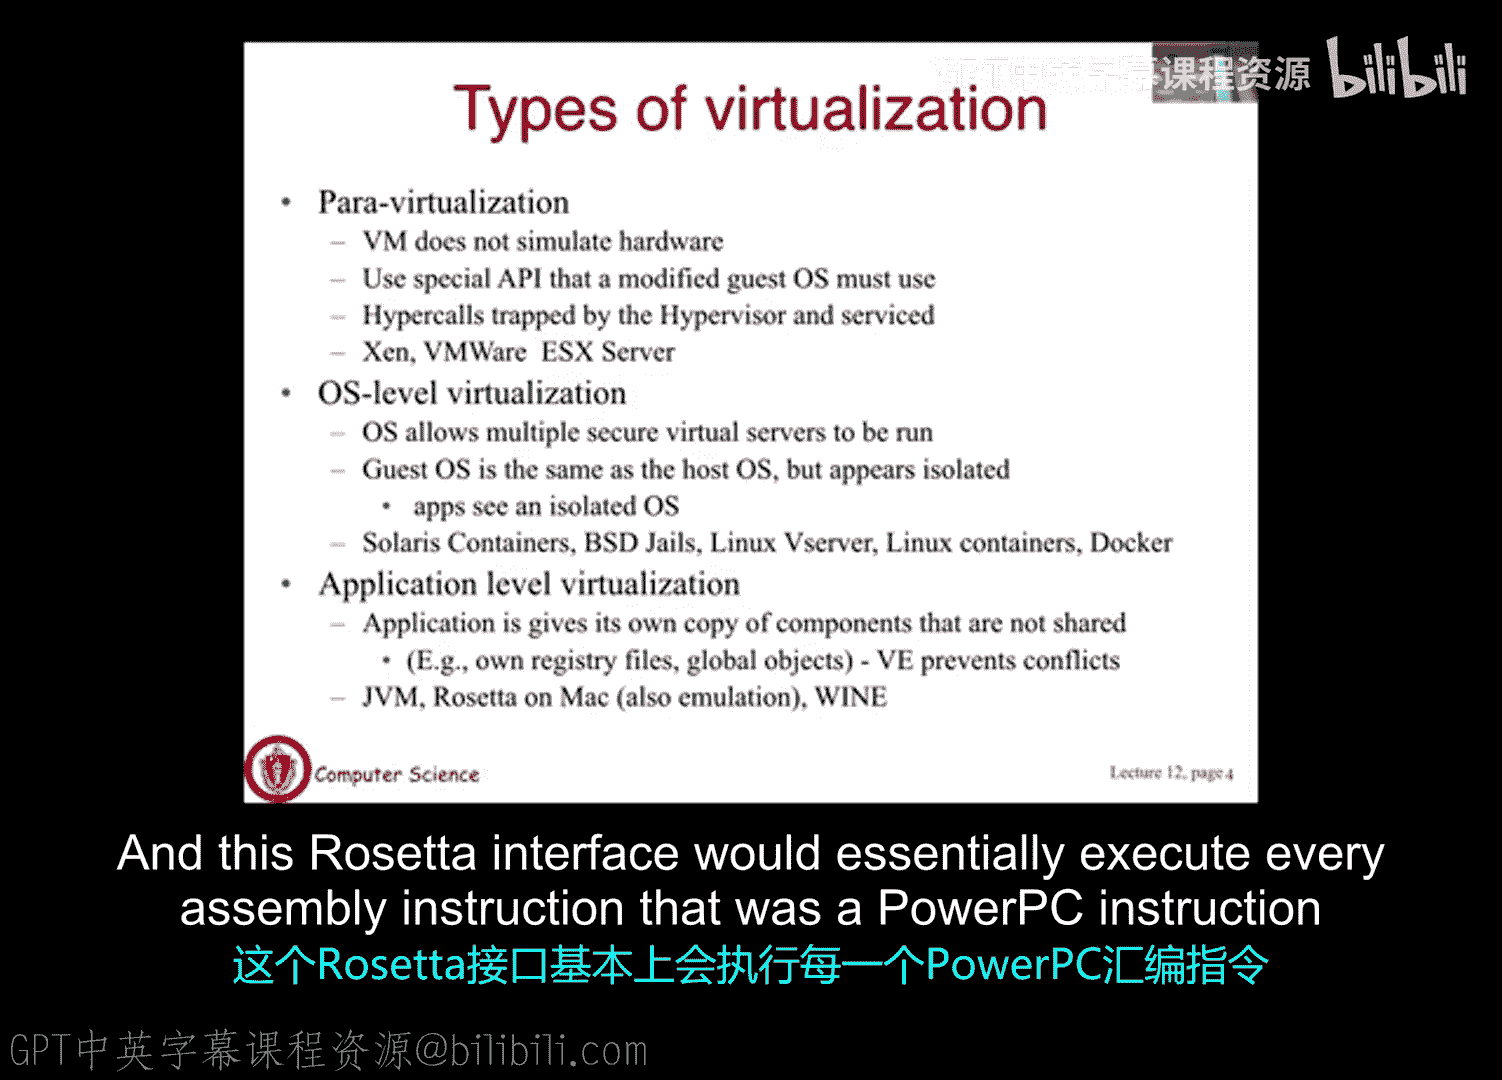 课程资源 bilibili
Types of virtualization
• Para-virtualization
– VM does not simulate hardware
– Use special API that a modified guest OS must use
– Hypercalls trapped by the Hypervisor and serviced
– Xen, VMWare ESX Server
• OS-level virtualization
– OS allows multiple secure virtual servers to be run
– Guest OS is the same as the host OS, but appears isolated
• apps see an isolated OS
– Solaris Containers, BSD Jails, Linux Vserver, Linux containers, Docker
• Application level virtualization
– Application is gives its own copy of components that are not shared
• (E.g., own registry files, global objects) - VE prevents conflicts
– JVM, Rosetta on Mac (also emulation), WINE
Computer Science
Lecture 12, page 4
And this Rosetta interface would essentially execute every
assembly instruction that was a PowerPC instruction
这个Rosetta接口基本上会执行每一个PowerPC汇编指令
GPT中英字幕课程资源@bilibili.com